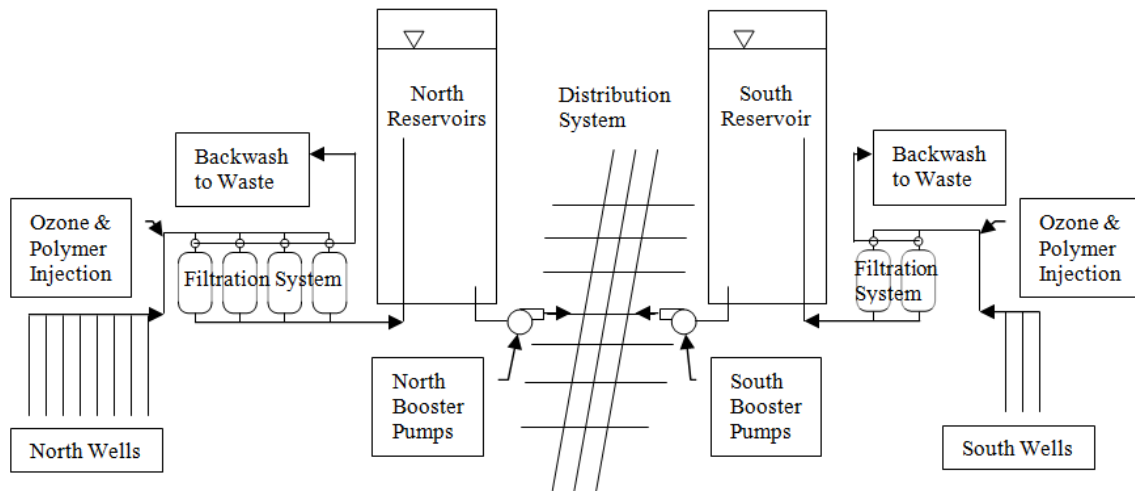 North
Reservoirs
Distribution
System
South
Reservoir
Backwash
to Waste
Backwash
to Waste
Ozone &
Polymer
Injection
Ozone &
Polymer
Injection
Filtration System
Filtration
System
North
Booster
Pumps
South
Booster
Pumps
North Wells
South Wells